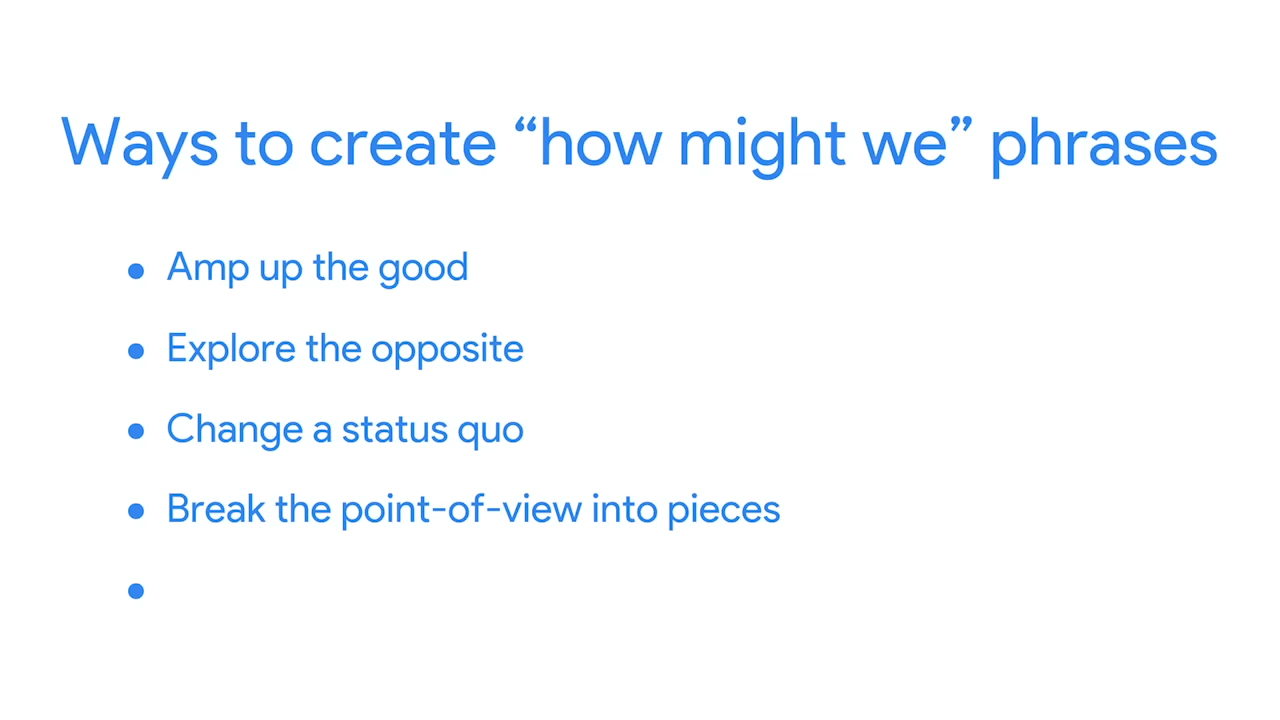 Ways to create “how might we” phrases
• Amp up the good
• Explore the opposite
• Change a status quo
• Break the point-of-view into pieces
•